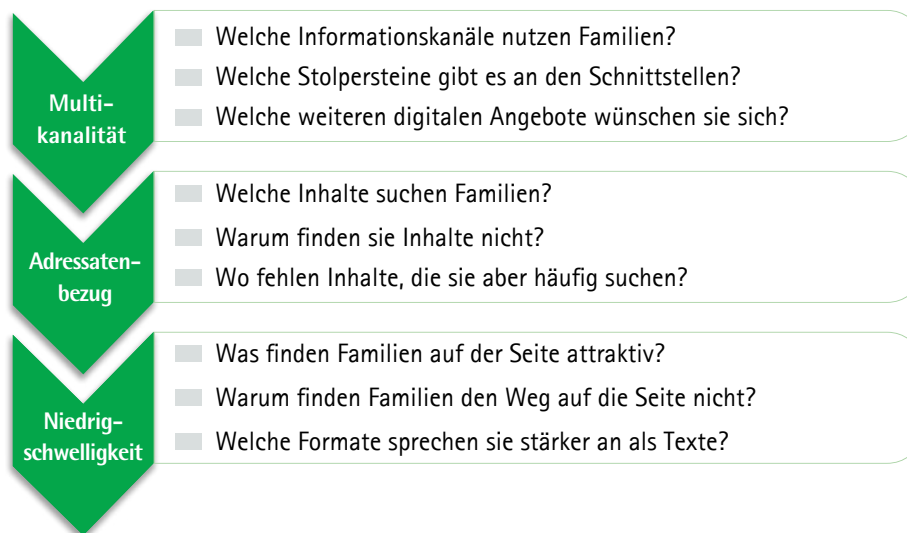 Multi-
kanalität
Welche Informationskanäle nutzen Familien?
Welche Stolpersteine gibt es an den Schnittstellen?
Welche weiteren digitalen Angebote wünschen sie sich?
Adressaten-
bezug
Welche Inhalte suchen Familien?
Warum finden sie Inhalte nicht?
Wo fehlen Inhalte, die sie aber häufig suchen?
Niedrig-
schwelligkeit
Was finden Familien auf der Seite attraktiv?
Warum finden Familien den Weg auf die Seite nicht?
Welche Formate sprechen sie stärker an als Texte?